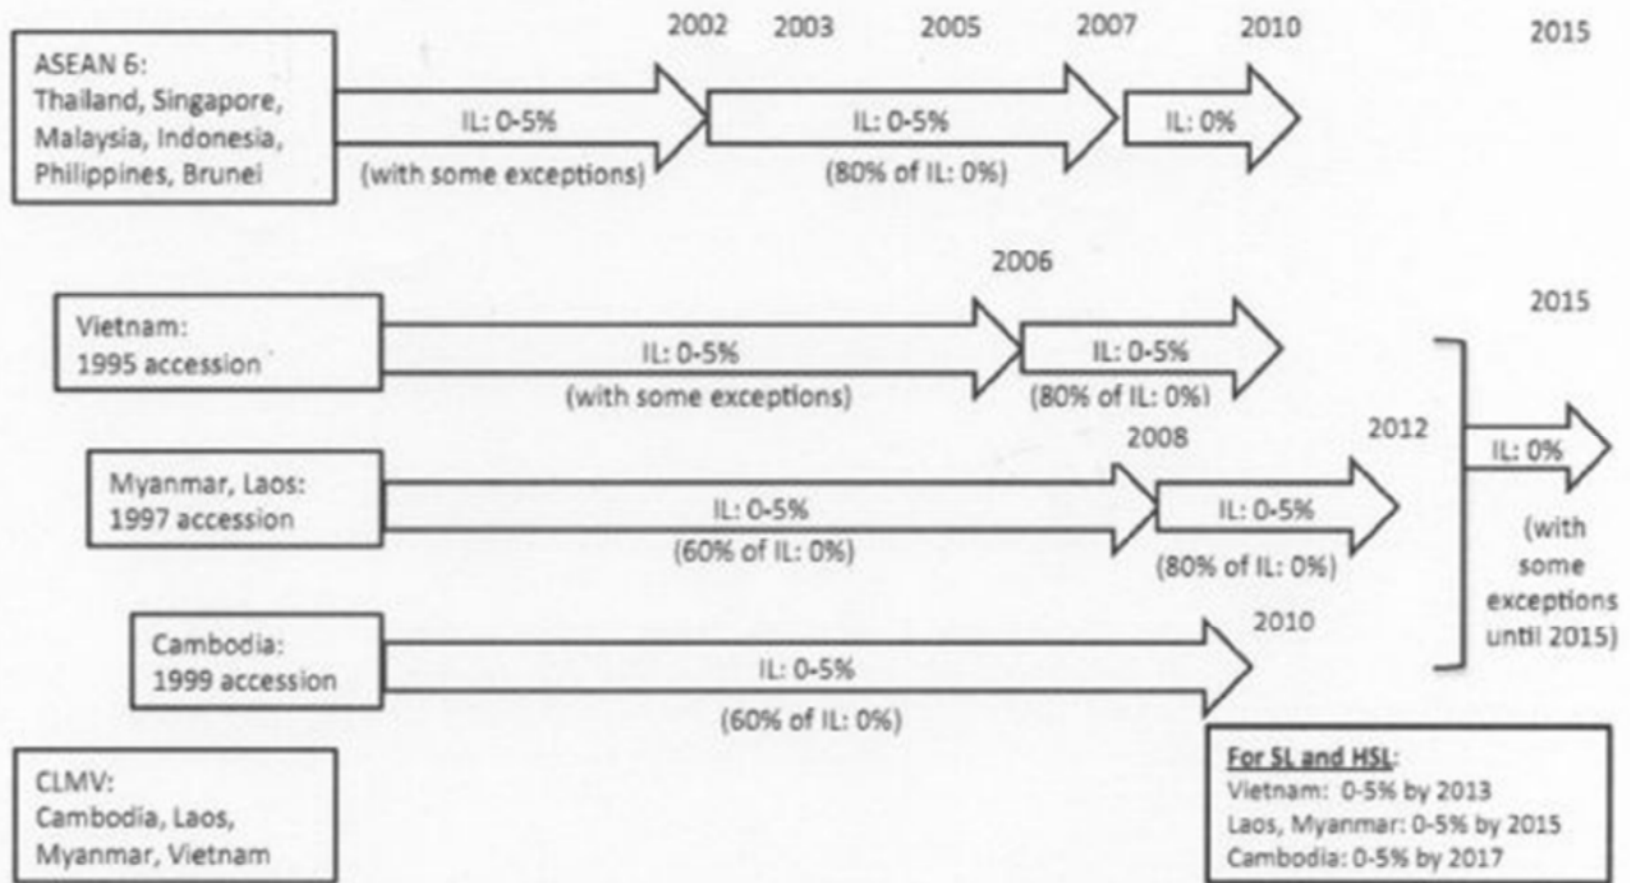 2002 2003 2005 2007 2010 2015
ASEAN 6:
Thailand, Singapore,
Malaysia, Indonesia,
Philippines, Brunei
IL: 0-5%
(with some exceptions)
IL: 0-5%
(80% of IL: 0%)
IL: 0%
2006
2015
Vietnam:
1995 accession
IL: 0-5%
(with some exceptions)
IL: 0-5%
(80% of IL: 0%)
2008
2012
Myanmar, Laos:
1997 accession
IL: 0-5%
(60% of IL: 0%)
IL: 0-5%
(80% of IL: 0%)
IL: 0%
(with
some
exceptions
until 2015)
2010
Cambodia:
1999 accession
IL: 0-5%
(60% of IL: 0%)
CLMV:
Cambodia, Laos,
Myanmar, Vietnam
For SL and HSL:
Vietnam: 0-5% by 2013
Laos, Myanmar: 0-5% by 2015
Cambodia: 0-5% by 2017